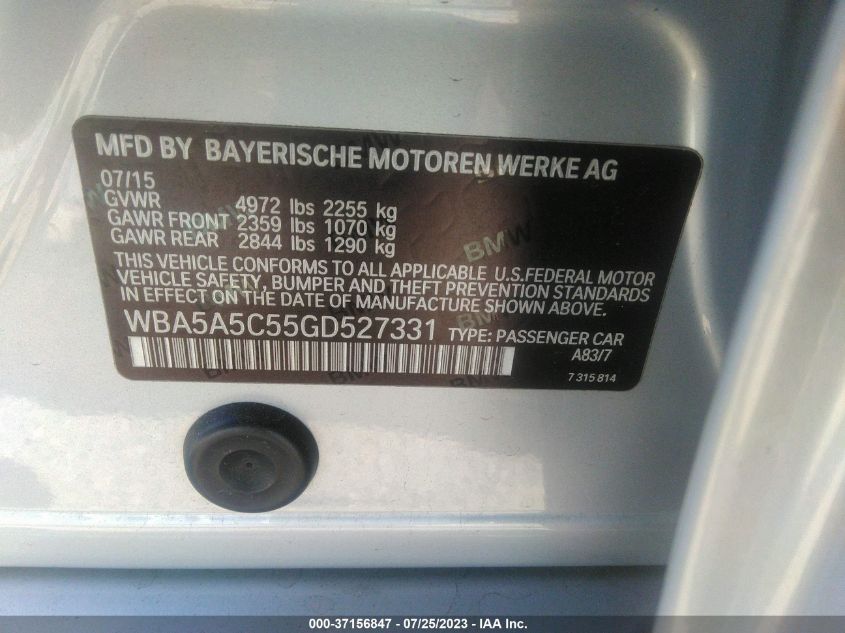 MFD BY BAYERISCHE MOTOREN WERKE AG
07/15
GVWR 4972 lbs 2255 kg
GAWR FRONT 2359 lbs 1070 kg
GAWR REAR 2844 lbs 1290 kg
BMW
THIS VEHICLE CONFORMS TO ALL APPLICABLE U.S.FEDERAL MOTOR
VEHICLE SAFETY, BUMPER AND THEFT PREVENTION STANDARDS
IN EFFECT ON THE DATE OF MANUFACTURE SHOWN ABOVE.
WBA5A5C55GD527331 TYPE: PASSENGER CAR
A83/7
7 315 814
000-37156847 - 07/25/2023 - IAA Inc.